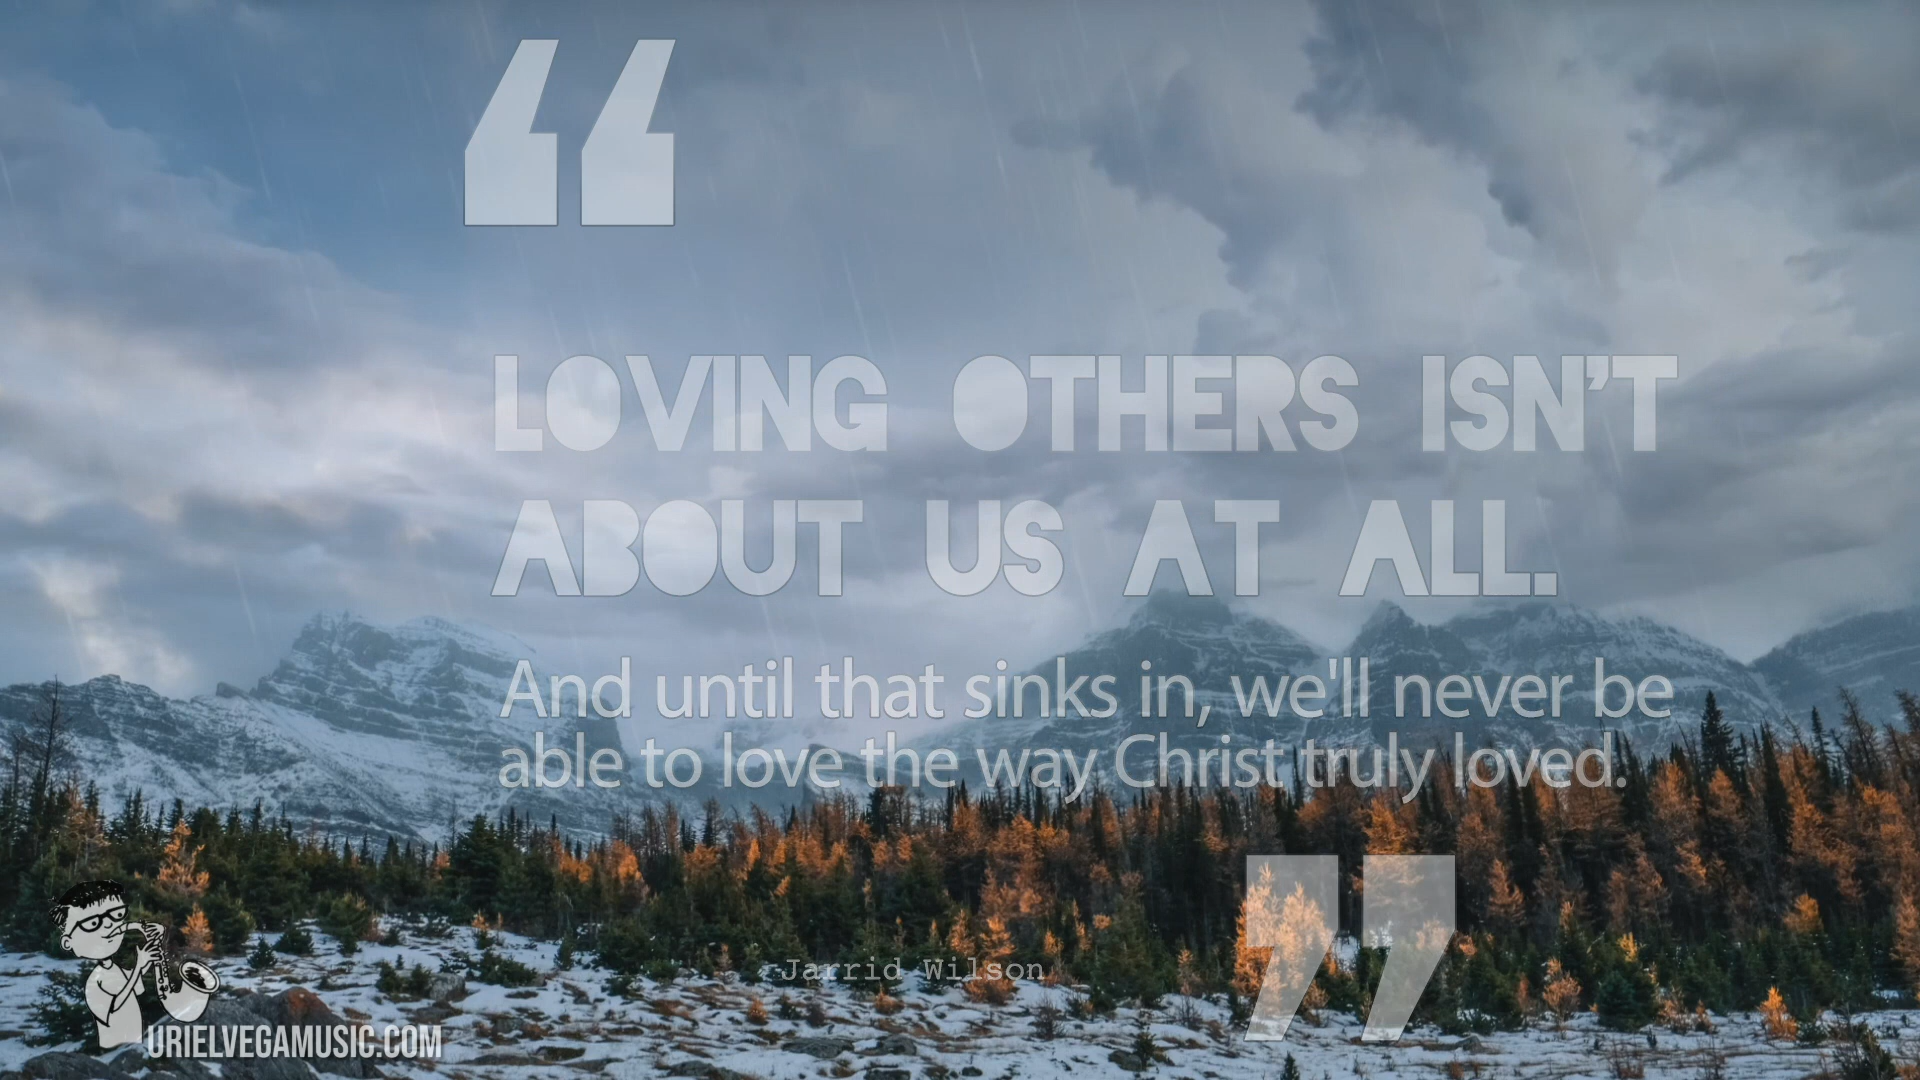 “
LOVING OTHERS ISN’T
ABOUT US AT ALL.
And until that sinks in, we'll never be
able to love the way Christ truly loved.
”
Jarrid Wilson
URIELVEGAMUSIC.COM